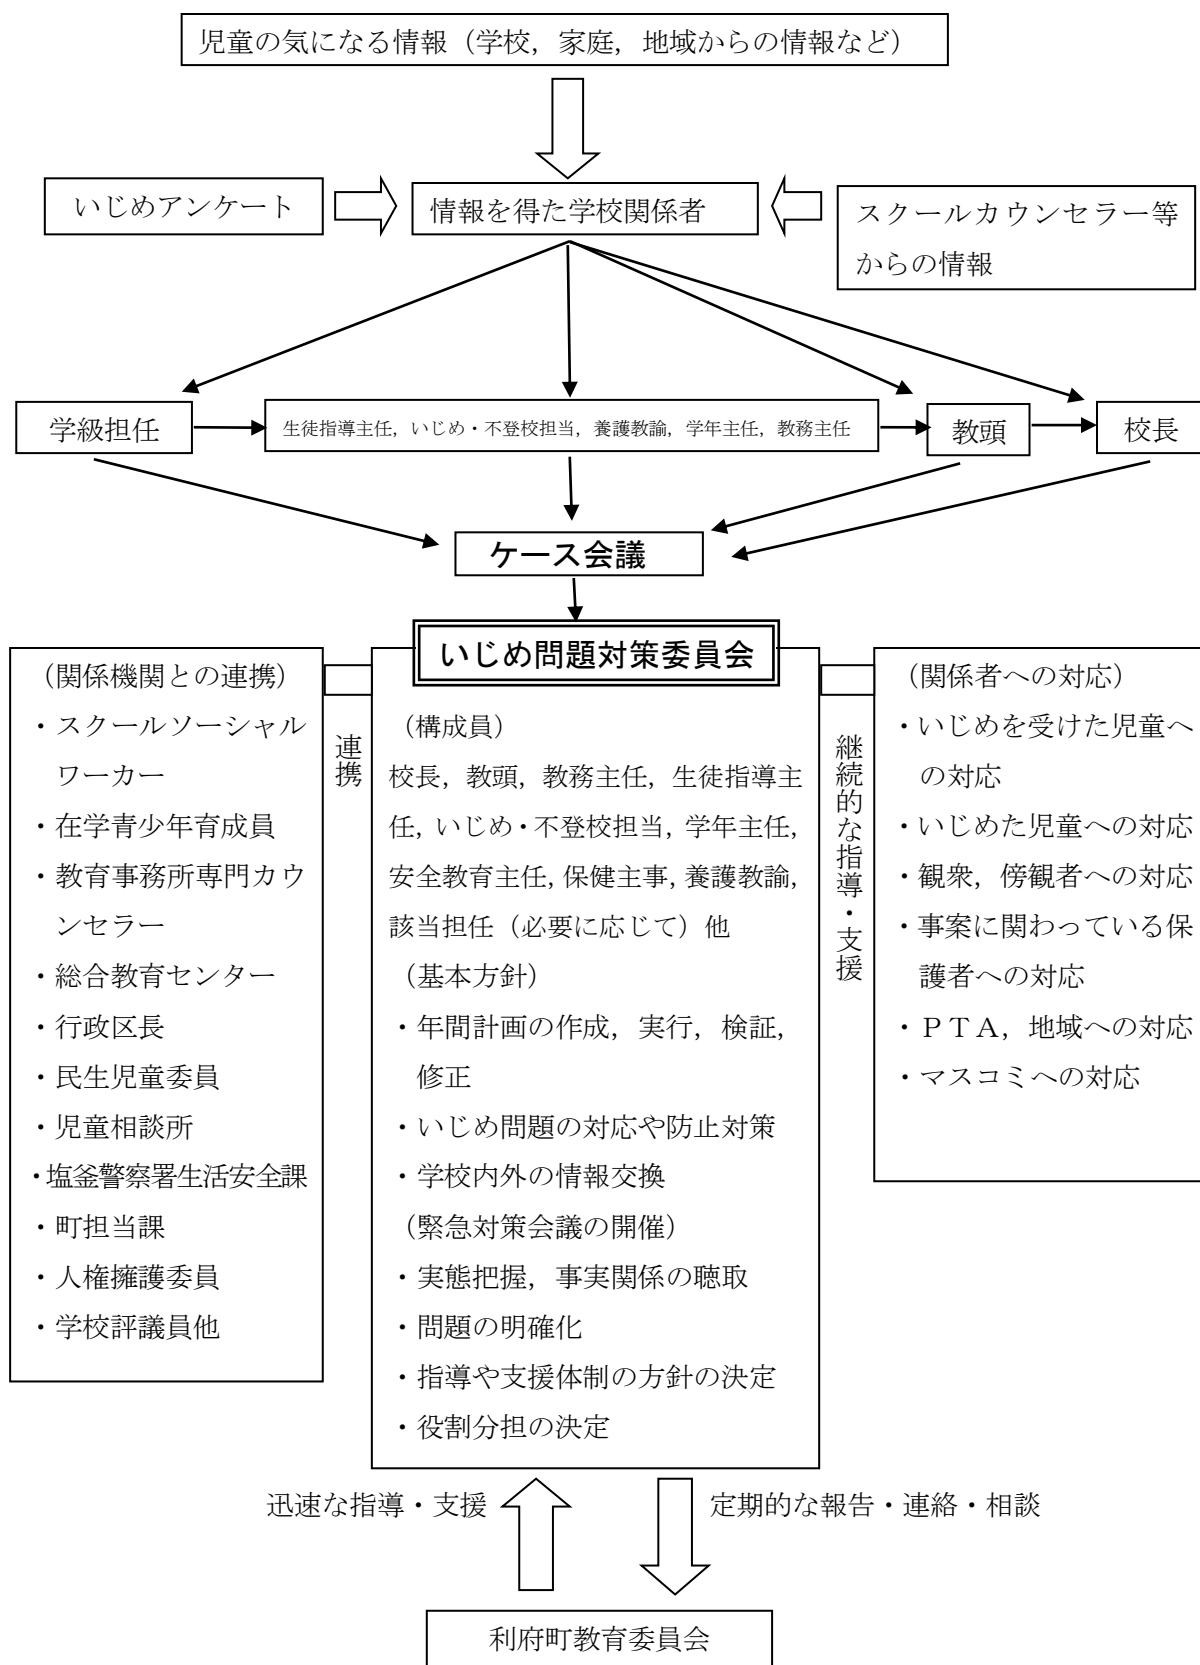 児童の気になる情報（学校，家庭，地域からの情報など）
いじめアンケート
情報を得た学校関係者
スクールカウンセラー等
からの情報
学級担任
生徒指導主任，いじめ・不登校担当，養護教諭，学年主任，教務主任
教頭
校長
ケース会議
いじめ問題対策委員会
（関係機関との連携）
・スクールソーシャル
ワーカー
・在学青少年育成員
・教育事務所専門カウ
ンセラー
・総合教育センター
・行政区長
・民生児童委員
・児童相談所
・塩釜警察署生活安全課
・町担当課
・人権擁護委員
・学校評議員他
連携
（構成員）
校長，教頭，教務主任，生徒指導主
任，いじめ・不登校担当，学年主任，
安全教育主任，保健主事，養護教諭，
該当担任（必要に応じて）他
（基本方針）
・年間計画の作成，実行，検証，
修正
・いじめ問題の対応や防止対策
・学校内外の情報交換
（緊急対策会議の開催）
・実態把握，事実関係の聴取
・問題の明確化
・指導や支援体制の方針の決定
・役割分担の決定
継続的な指導・支援
（関係者への対応）
・いじめを受けた児童へ
の対応
・いじめた児童への対応
・観衆，傍観者への対応
・事案に関わっている保
護者への対応
・ＰＴＡ，地域への対応
・マスコミへの対応
迅速な指導・支援
定期的な報告・連絡・相談
利府町教育委員会